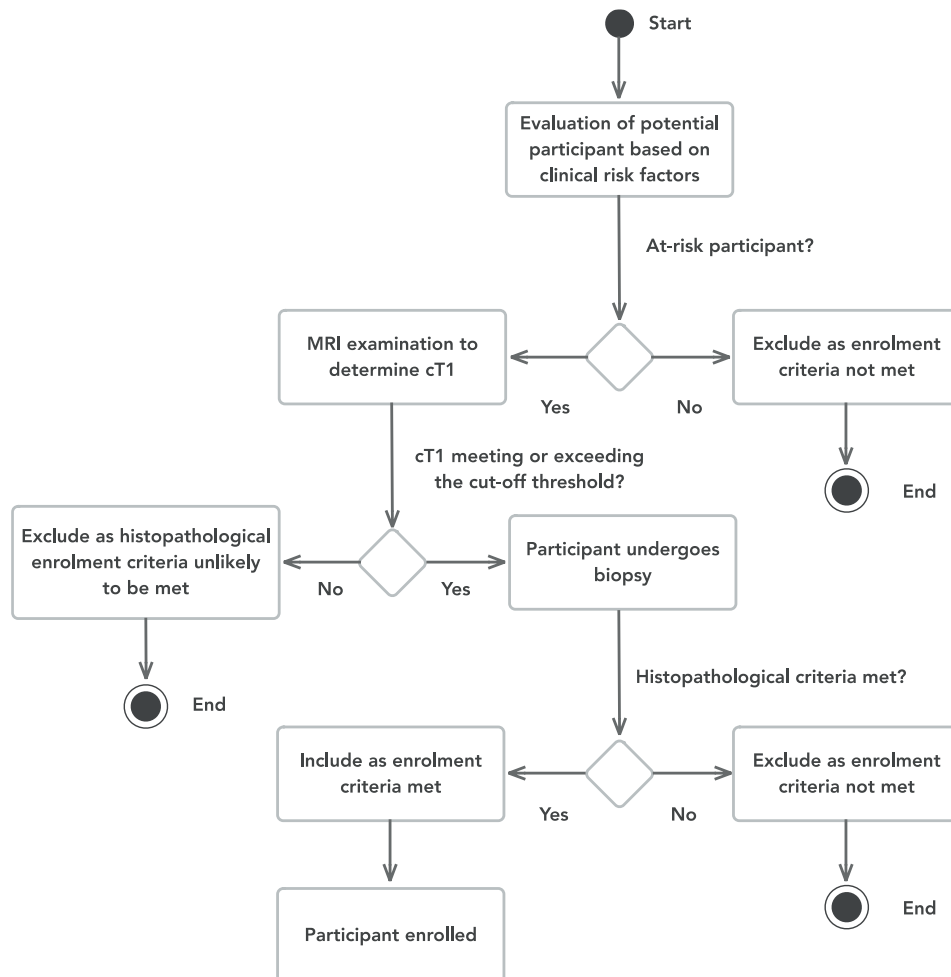 Start
Evaluation of potential
participant based on
clinical risk factors
At-risk participant?
MRI examination to
determine cT1
Exclude as enrolment
criteria not met
Yes
No
cT1 meeting or exceeding
the cut-off threshold?
End
Exclude as histopathological
enrolment criteria unlikely
to be met
Participant undergoes
biopsy
No
Yes
Histopathological criteria met?
End
Include as enrolment
criteria met
Exclude as enrolment
criteria not met
Yes
No
End
Participant enrolled